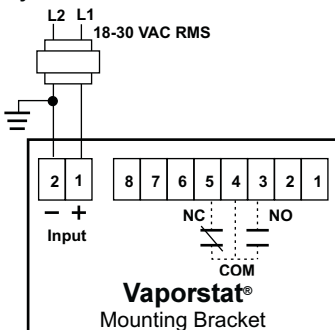 L2 L1
18-30 VAC RMS
2 1 8 7 6 5 4 3 2 1
− +
NC NO
Input
COM
Vaporstat®
Mounting Bracket